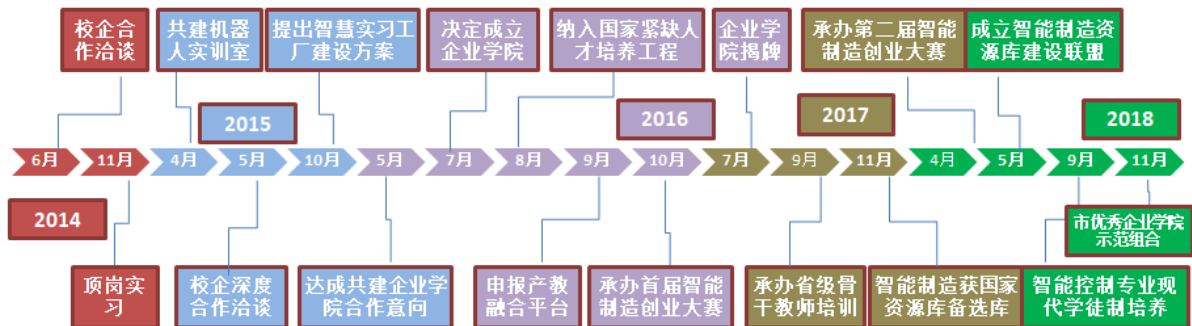 校企合
作洽谈
共建机器
人实训室
提出智慧实习工
厂建设方案
决定成立
企业学院
纳入国家紧缺人
才培养工程
企业学
院揭牌
承办第二届智能
制造创业大赛
成立智能制造资
源库建设联盟
2015
2016
2017
2018
6月
11月
4月
5月
10月
5月
7月
8月
9月
10月
7月
9月
11月
4月
5月
9月
11月
2014
市优秀企业学院
示范组合
顶岗实
习
校企深度
合作洽谈
达成共建企业学
院合作意向
申报产教
融合平台
承办首届智能
制造创业大赛
承办省级骨
干教师培训
智能制造获国家
资源库备选库
智能控制专业现
代学徒制培养